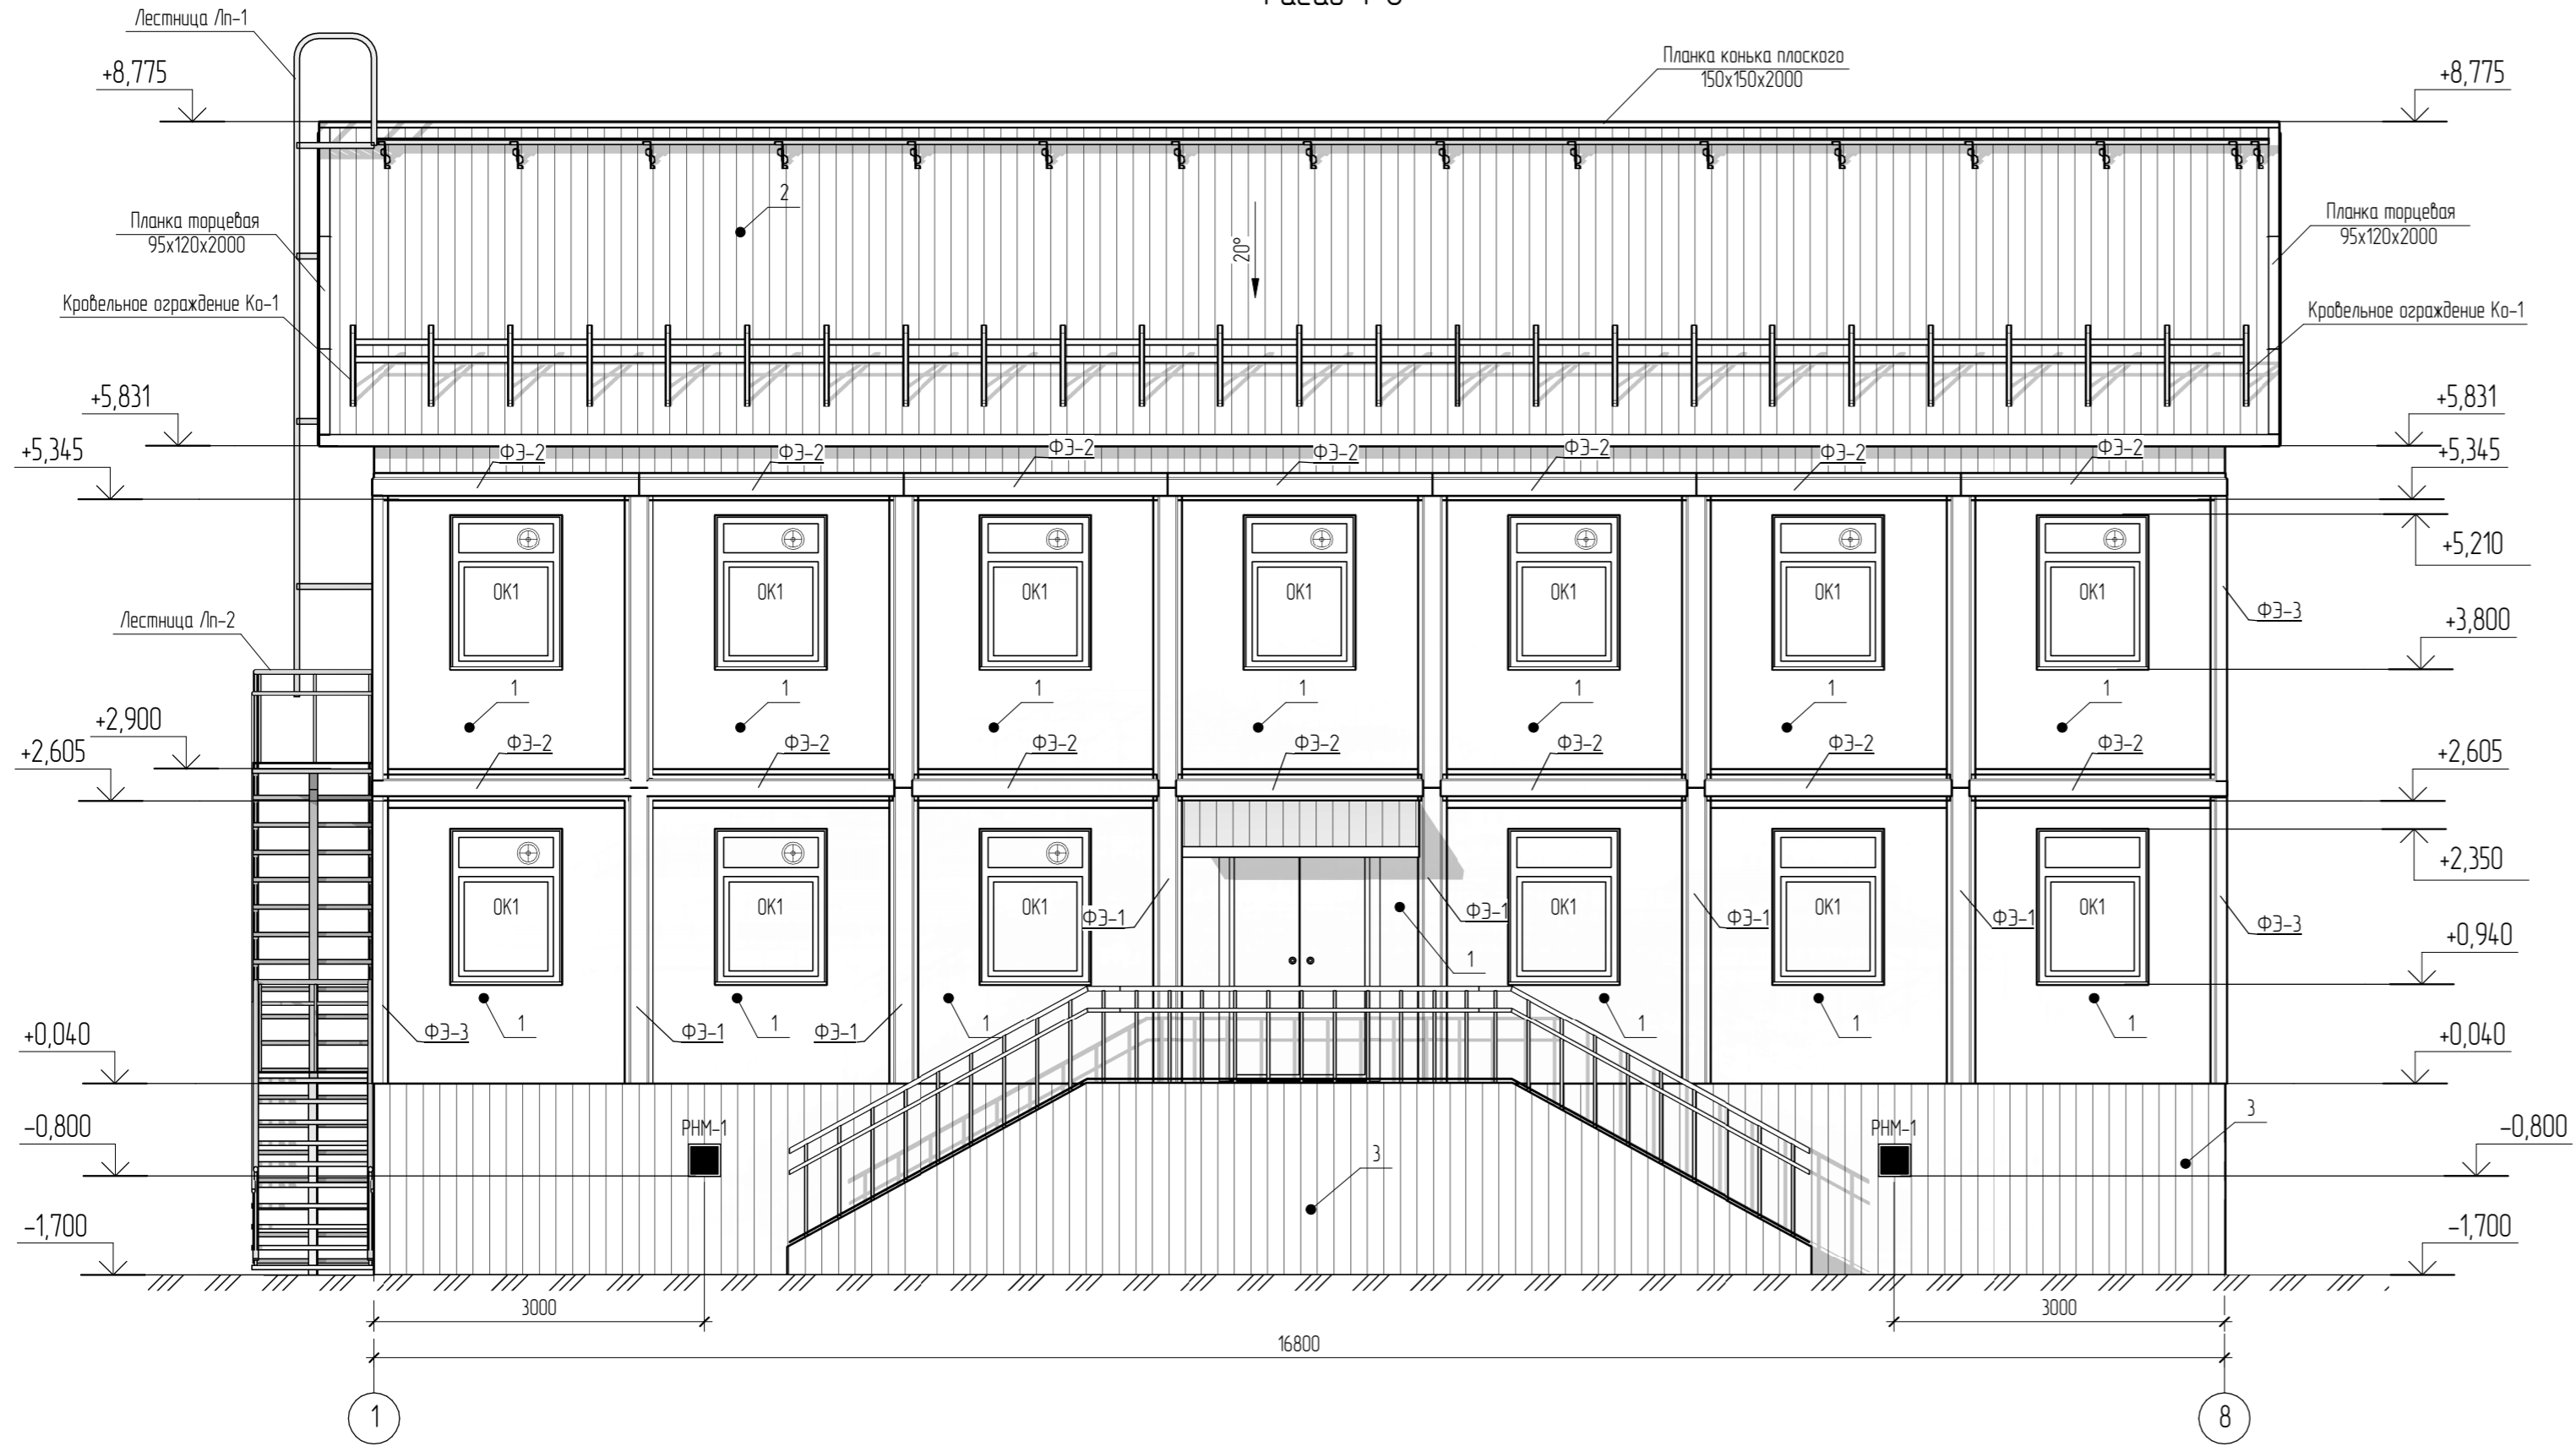 Лестница Лп-1
+8,775
Планка конька плоского
150x150x2000
+8,775
2
Планка торцевая
95x120x2000
20°
Планка торцевая
95x120x2000
Кровельное ограждение Ко-1
Кровельное ограждение Ко-1
+5,831
+5,831
+5,345
ФЭ-2
ФЭ-2
ФЭ-2
ФЭ-2
ФЭ-2
ФЭ-2
ФЭ-2
+5,345
+5,210
ОК1
ОК1
ОК1
ОК1
ОК1
ОК1
ОК1
ФЭ-3
Лестница Лп-2
+3,800
1
1
1
1
1
1
1
+2,900
+2,605
ФЭ-2
ФЭ-2
ФЭ-2
ФЭ-2
ФЭ-2
ФЭ-2
ФЭ-2
+2,605
+2,350
ОК1
ОК1
ОК1
ФЭ-1
ФЭ-1
ОК1
ФЭ-1
ОК1
ФЭ-1
ОК1
ФЭ-3
+0,940
1
ФЭ-3
1
ФЭ-1
1
ФЭ-1
1
1
1
1
+0,040
+0,040
-0,800
РНМ-1
РНМ-1
3
-0,800
3
-1,700
-1,700
3000
3000
16800
1
8